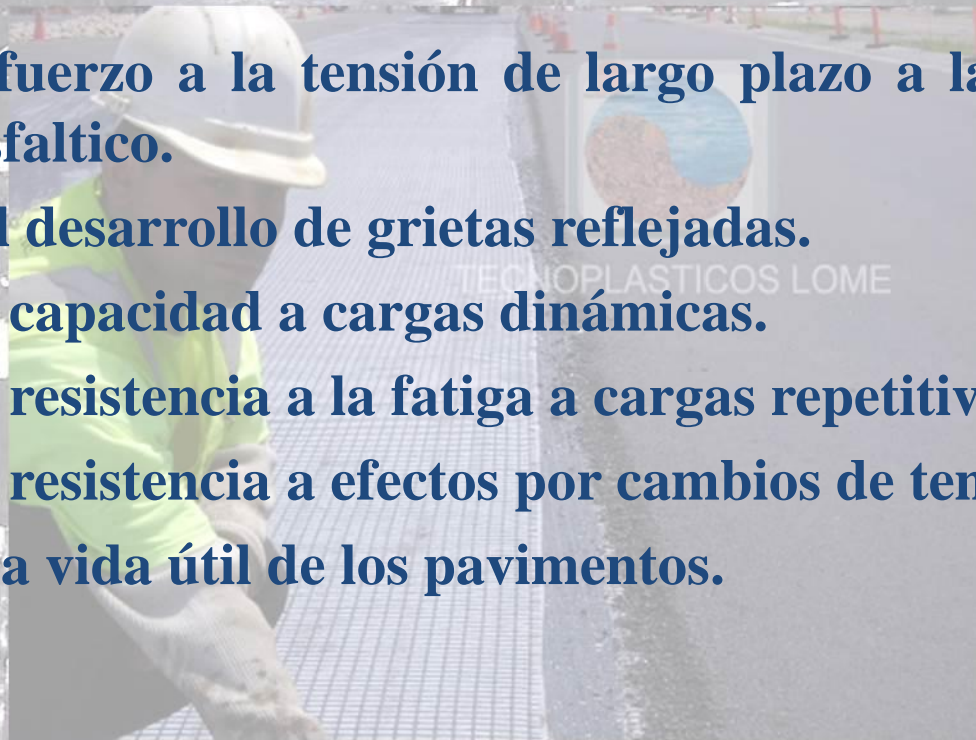 fuerzo a la tensión de largo plazo a la
sfaltico.
l desarrollo de grietas reflejadas.
TECNOPLASTICOS LOME
capacidad a cargas dinámicas.
resistencia a la fatiga a cargas repetitiv
resistencia a efectos por cambios de tem
a vida útil de los pavimentos.